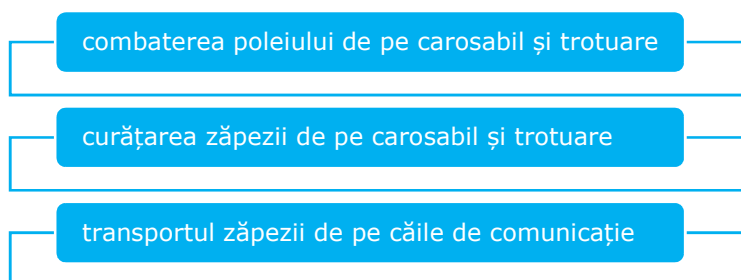 combaterea poleiului de pe carosabil și trotuare
curățarea zăpezii de pe carosabil și trotuare
transportul zăpezii de pe căile de comunicație